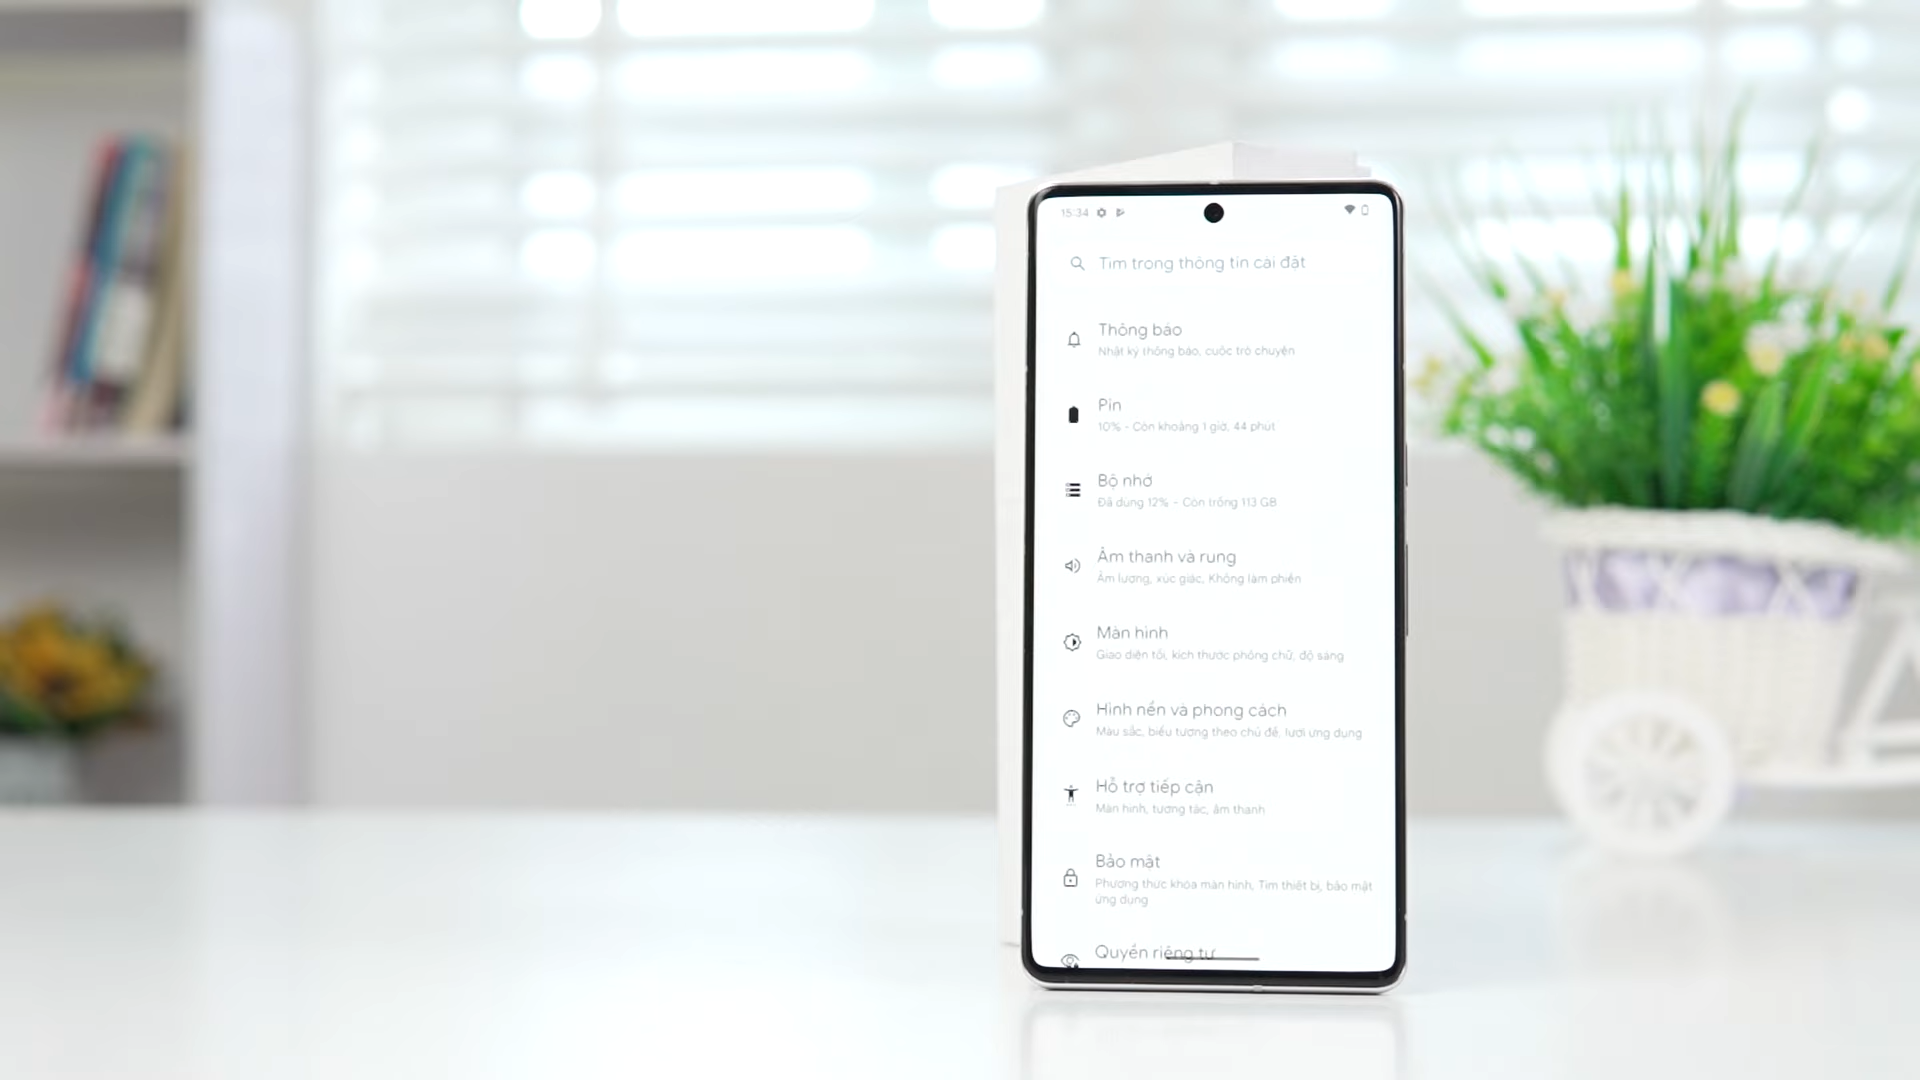 15:34
Tìm trong thông tin cài đặt
Thông báo
Nhật ký thông báo, cuộc trò chuyện
Pin
10% - Còn khoảng 1 giờ, 44 phút
Bộ nhớ
Đã dùng 12% - Còn trống 113 GB
Âm thanh và rung
Âm lượng, xúc giác, Không làm phiền
Màn hình
Giao diện tối, kích thước phông chữ, độ sáng
Hình nền và phong cách
Màu sắc, biểu tượng theo chủ đề, lưới ứng dụng
Hỗ trợ tiếp cận
Màn hình, tương tác, âm thanh
Bảo mật
Phương thức khóa màn hình, Tìm thiết bị, bảo mật
ứng dụng
Quyền riêng tư